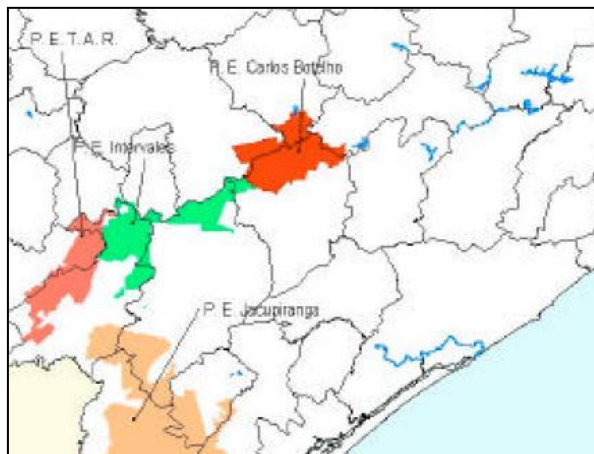 P.E.T.A.R.
P. E. Carlos Botelho
P. E. Intervales
P. E. Jacupiranga